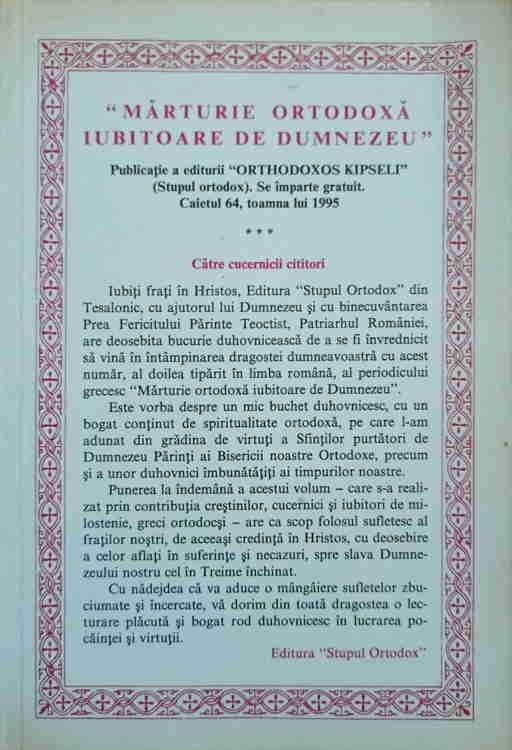 “ MĂRTURIE ORTODOXĂ
IUBITOARE DE DUMNEZEU ”
Publicaţie a editurii “ORTHODOXOS KIPSELI”
(Stupul ortodox). Se împarte gratuit.
Caietul 64, toamna lui 1995
* * *
Către cucernicii cititori
Iubiţi fraţi în Hristos, Editura “Stupul Ortodox” din
Tesalonic, cu ajutorul lui Dumnezeu şi cu binecuvântarea
Prea Fericitului Părinte Teoctist, Patriarhul României,
are deosebita bucurie duhovnicească de a se fi învrednicit
să vină în întâmpinarea dragostei dumneavoastră cu acest
număr, al doilea tipărit în limba română, al periodicului
grecesc “Mărturie ortodoxă iubitoare de Dumnezeu”.
Este vorba despre un mic buchet duhovnicesc, cu un
bogat conţinut de spiritualitate ortodoxă, pe care l-am
adunat din grădina de virtuţi a Sfinţilor purtători de
Dumnezeu Părinţi ai Bisericii noastre Ortodoxe, precum
şi a unor duhovnici îmbunătăţiţi ai timpurilor noastre.
Punerea la îndemână a acestui volum – care s-a reali-
zat prin contribuţia creştinilor, cucernici şi iubitori de mi-
lostenie, greci ortodocşi – are ca scop folosul sufletesc al
fraţilor noştri, de aceeaşi credinţă în Hristos, cu deosebire
a celor aflaţi în suferinţe şi necazuri, spre slava Dumne-
zeului nostru cel în Treime închinat.
Cu nădejdea că va aduce o mângâiere sufletelor zbu-
ciumate şi încercate, vă dorim din toată dragostea o lec-
turare plăcută şi bogat rod duhovnicesc în lucrarea po-
căinţei şi virtuţii.
Editura “Stupul Ortodox”